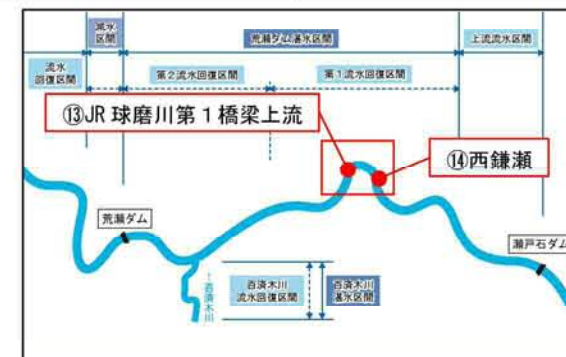 減水
区間
荒瀬ダム湛水区間
上流流水区間
流水
回復区間
第2流水回復区間
第1流水回復区間
⑬JR 球磨川第 1 橋梁上流
⑭西鎌瀬
荒瀬ダム
瀬戸石ダム
百済木川
百済木川
流水回復区間
百済木川
湛水区間